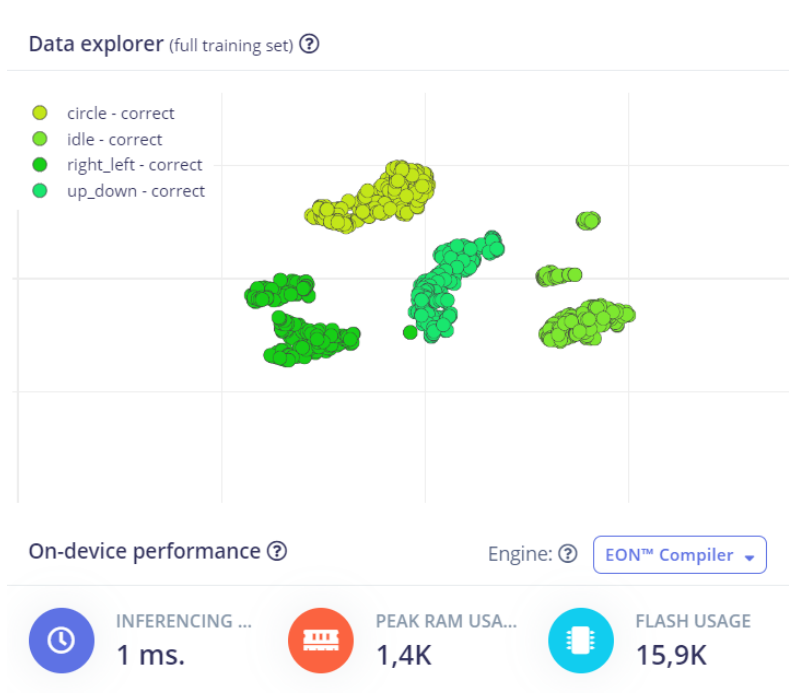 Data explorer (full training set) ?
circle - correct
idle - correct
right_left - correct
up_down - correct
On-device performance ?
Engine: ? EON™ Compiler
INFERENCING ... PEAK RAM USA... FLASH USAGE
1 ms. 1,4K 15,9K